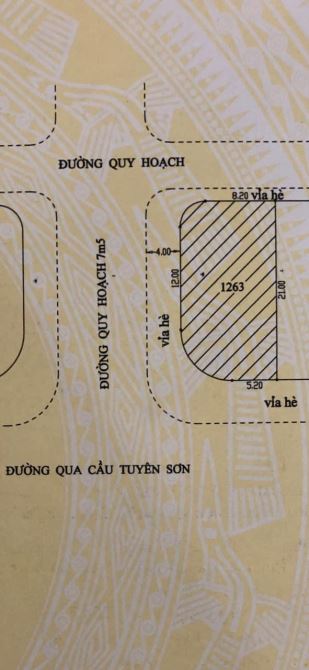 ĐƯỜNG QUY HOẠCH
8.20 vỉa hè
ĐƯỜNG QUY HOẠCH 7m5
4.00
12.00
1263
21.00
vỉa hè
5.20
vỉa hè
ĐƯỜNG QUA CẦU TUYÊN SƠN